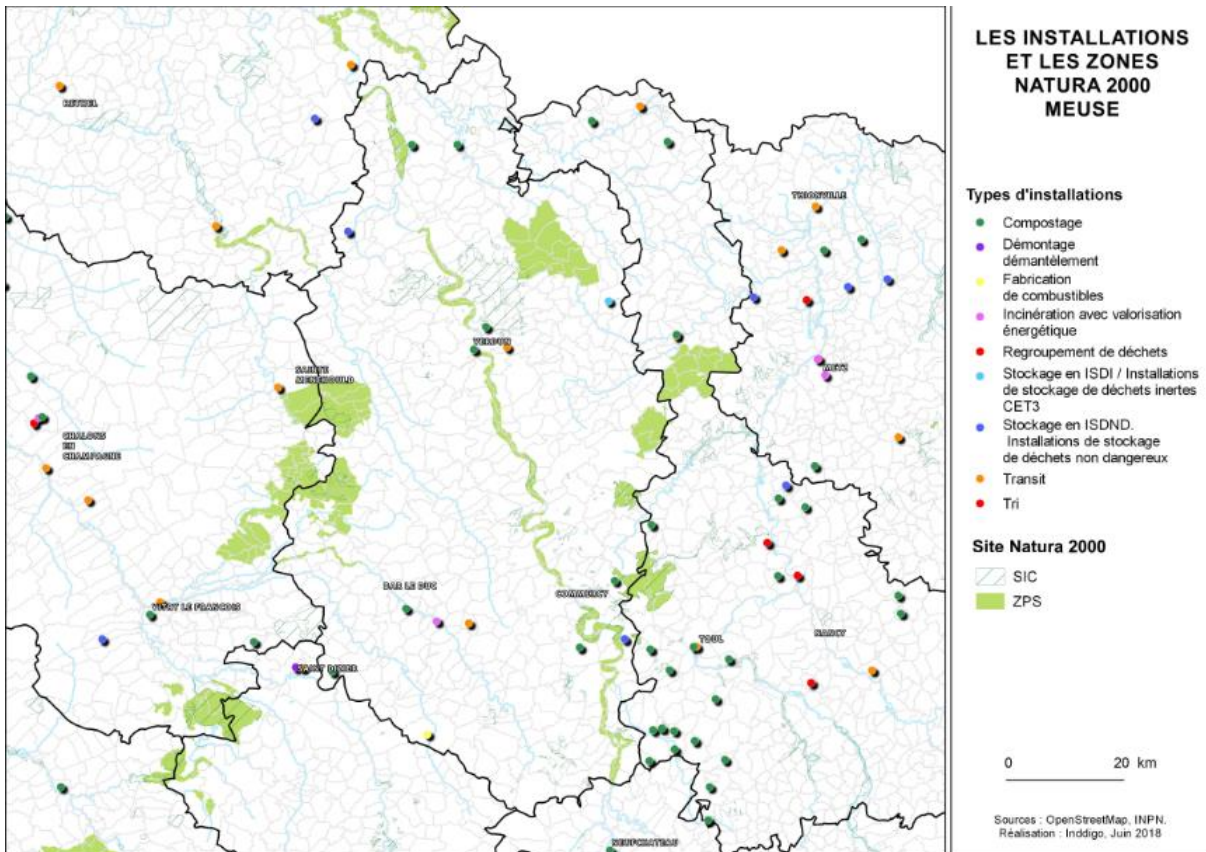 RETHEL
THIONVILLE
VERDUN
METZ
SAINTE
MENEHOULD
CHALONS
EN
CHAMPAGNE
BAR LE DUC
COMMERCY
VITRY LE FRANCOIS
TOUL
NANCY
SAINT DIZIER
NEUFCHATEAU
LES INSTALLATIONS
ET LES ZONES
NATURA 2000
MEUSE
Types d'installations
Compostage
Démontage
démantèlement
Fabrication
de combustibles
Incinération avec valorisation
énergétique
Regroupement de déchets
Stockage en ISDI / Installations
de stockage de déchets inertes
CET3
Stockage en ISDND.
Installations de stockage
de déchets non dangereux
Transit
Tri
Site Natura 2000
SIC
ZPS
0 20 km
Sources : OpenStreetMap, INPN.
Réalisation : Inddigo, Juin 2018